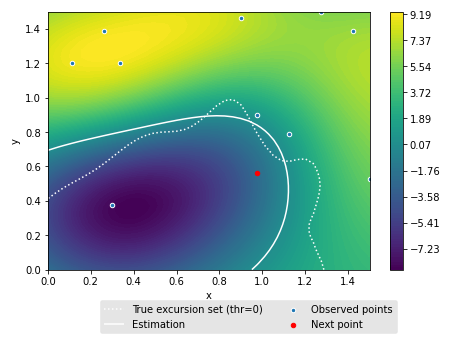 1.4
1.2
1.0
0.8
0.6
0.4
0.2
0.0
y
0.0 0.2 0.4 0.6 0.8 1.0 1.2 1.4
x
9.19
7.37
5.54
3.72
1.89
0.07
−1.76
−3.58
−5.41
−7.23
True excursion set (thr=0)
Estimation
Observed points
Next point